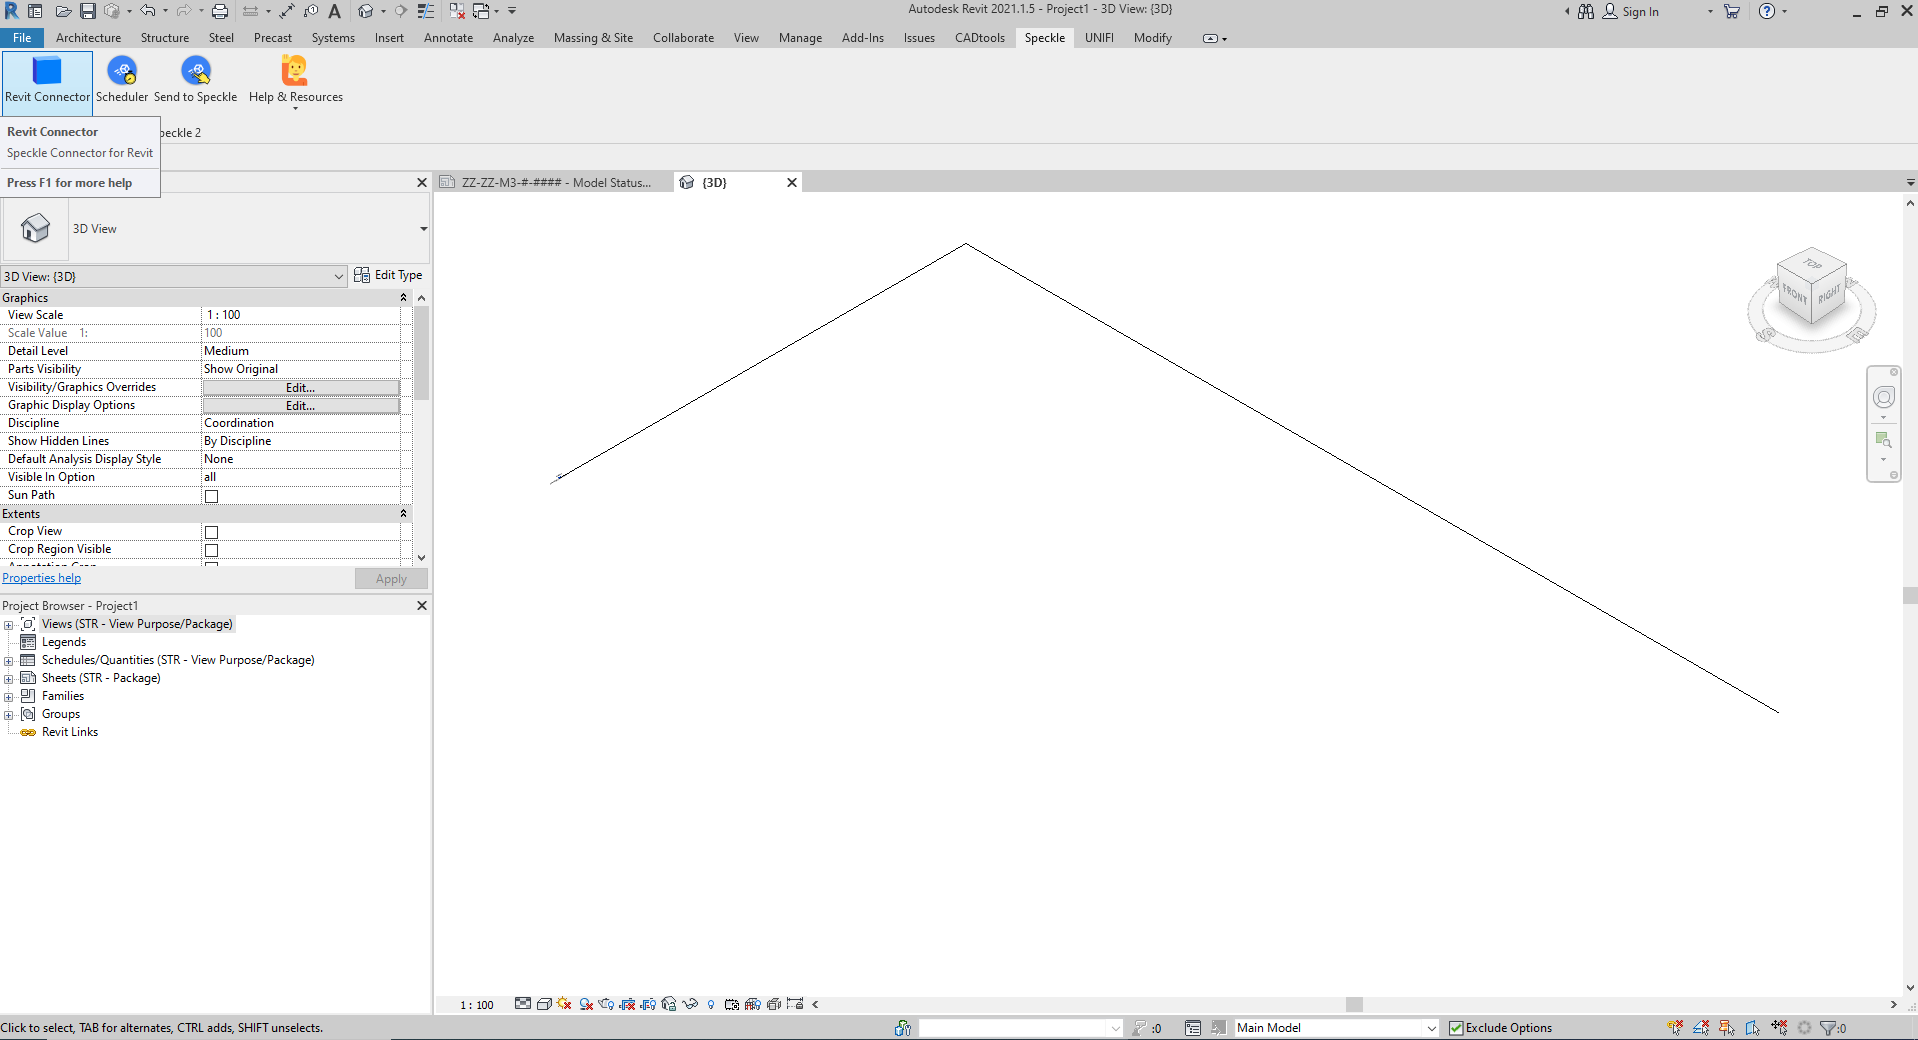 Autodesk Revit 2021.1.5 - Project1 - 3D View: {3D}
Sign In
File Architecture Structure Steel Precast Systems Insert Annotate Analyze Massing & Site Collaborate View Manage Add-Ins Issues CADtools Speckle UNIFI Modify
Revit Connector Scheduler Send to Speckle Help & Resources
Revit Connector
peckle 2
Speckle Connector for Revit
Press F1 for more help
ZZ-ZZ-M3-#-#### - Model Status...
{3D}
3D View
3D View: {3D}
Edit Type
Graphics
View Scale 1 : 100
Scale Value 1: 100
Detail Level Medium
Parts Visibility Show Original
Visibility/Graphics Overrides Edit...
Graphic Display Options Edit...
Discipline Coordination
Show Hidden Lines By Discipline
Default Analysis Display Style None
Visible In Option all
Sun Path
Extents
Crop View
Crop Region Visible
Properties help
Apply
TOP
FRONT
RIGHT
Project Browser - Project1
Views (STR - View Purpose/Package)
Legends
Schedules/Quantities (STR - View Purpose/Package)
Sheets (STR - Package)
Families
Groups
Revit Links
1 : 100
Click to select, TAB for alternates, CTRL adds, SHIFT unselects.
:0
Main Model
Exclude Options
:0